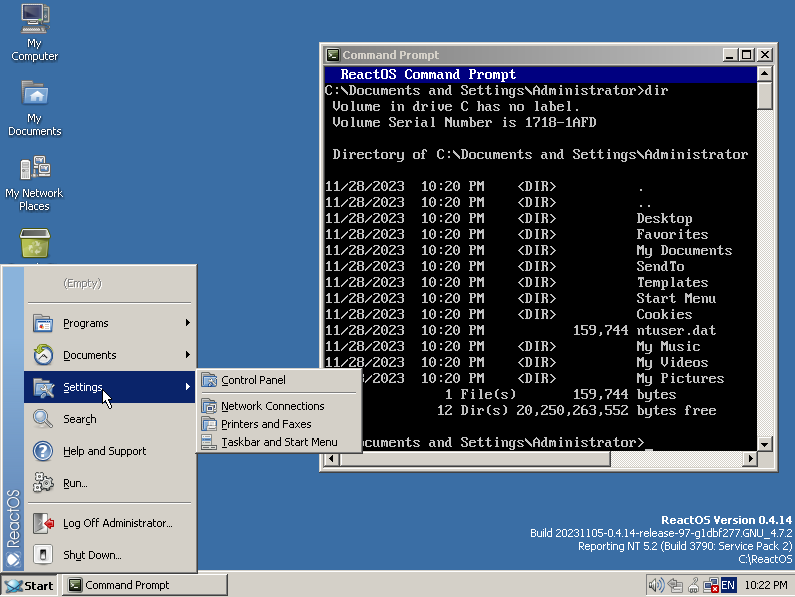 My
Computer
My
Documents
My Network
Places
(Empty)
Programs
Documents
Settings
Search
Help and Support
Run...
Log Off Administrator...
Shut Down...
ReactOS
Control Panel
Network Connections
Printers and Faxes
Taskbar and Start Menu
Command Prompt
ReactOS Command Prompt
C:\Documents and Settings\Administrator>dir
Volume in drive C has no label.
Volume Serial Number is 1718-1AFD
Directory of C:\Documents and Settings\Administrator
11/28/2023 10:20 PM <DIR> .
11/28/2023 10:20 PM <DIR> ..
11/28/2023 10:20 PM <DIR> Desktop
11/28/2023 10:20 PM <DIR> Favorites
11/28/2023 10:20 PM <DIR> My Documents
11/28/2023 10:20 PM <DIR> SendTo
11/28/2023 10:20 PM <DIR> Templates
11/28/2023 10:20 PM <DIR> Start Menu
11/28/2023 10:20 PM <DIR> Cookies
11/28/2023 10:20 PM 159,744 ntuser.dat
11/28/2023 10:20 PM <DIR> My Music
11/28/2023 10:20 PM <DIR> My Videos
11/28/2023 10:20 PM <DIR> My Pictures
1 File(s) 159,744 bytes
12 Dir(s) 20,250,263,552 bytes free
ocuments and Settings\Administrator>_
ReactOS Version 0.4.14
Build 20231105-0.4.14-release-97-g1dbf277.GNU_4.7.2
Reporting NT 5.2 (Build 3790: Service Pack 2)
C:\ReactOS
Start
Command Prompt
EN
10:22 PM